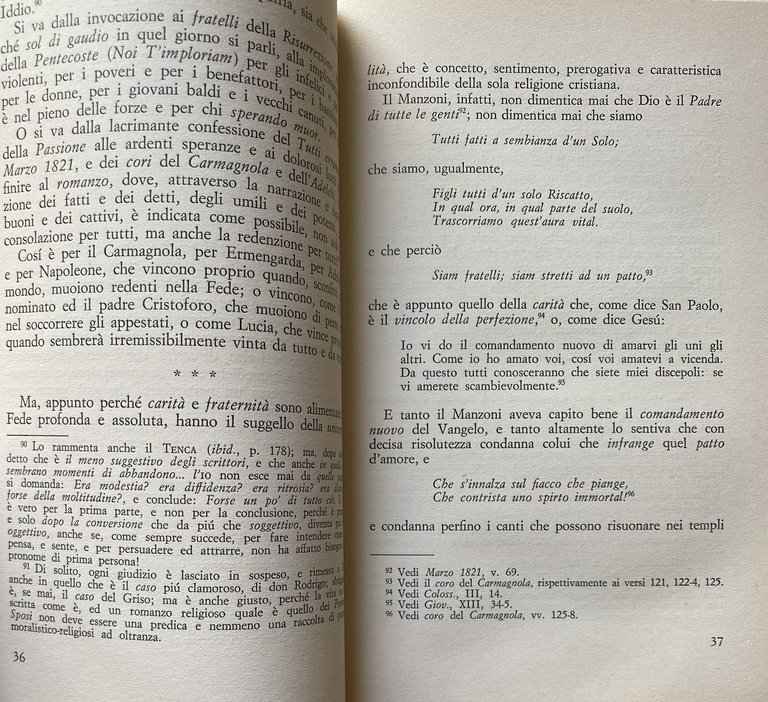 Iddio.⁹⁰
Si va dalla invocazione ai fratelli della Risurrezione
ché sol di gaudio in quel giorno si parli, alla
della Pentecoste (Noi T'imploriam) per gli infelici e
violenti, per i poveri e per i benefattori, per i
per le donne, per i giovani baldi e i vecchi canuti, per
è nel pieno delle forze e per chi sperando muor.
O si va dalla lacrimante confessione del Tutti
della Passione alle ardenti speranze e ai dolorosi
Marzo 1821, e dei cori del Carmagnola e dell'
finire al romanzo, dove, attraverso la narrazione e
zione dei fatti e dei detti, degli umili e dei potenti
buoni e dei cattivi, è indicata come possibile, non
consolazione per tutti, ma anche la redenzione per tutti
Cosí è per il Carmagnola, per Ermengarda, per
e per Napoleone, che vincono proprio quando, sconfitti
mondo, muoiono redenti nella Fede; o vincono, come
nominato ed il padre Cristoforo, che muoiono di peste
nel soccorrere gli appestati, o come Lucia, che vince
quando sembrerà irremissibilmente vinta da tutto e da
* * *
Ma, appunto perché carità e fraternità sono
Fede profonda e assoluta, hanno il suggello della
⁹⁰ Lo rammenta anche il TENCA (ibid., p. 178); ma, dopo
detto che è il meno suggestivo degli scrittori, e che anche in
sembrano momenti di abbandono... l'IO non esce mai da quelle
si domanda: Era modestia? era diffidenza? era ritrosia? era
forse della moltitudine?, e conclude: Forse un po' di tutto ciò.
è vero per la prima parte, e non per la conclusione, perché è
e solo dopo la conversione che da piú che soggettivo, diventa
oggettivo, anche se, come sempre succede, per fare intendere
pensa, e sente, e per persuadere ed attrarre, non ha affatto
pronome di prima persona!
⁹¹ Di solito, ogni giudizio è lasciato in sospeso, e rimesso a
anche in quello che è il caso piú clamoroso, di don Rodrigo;
è, se mai, il caso del Griso; ma è anche giusto, perché la vita
scritta come è, ed un romanzo religioso quale è quello dei
Sposi non deve essere una predica e nemmeno una raccolta di
moralistico-religiosi ad oltranza.
36
lità, che è concetto, sentimento, prerogativa e caratteristica
inconfondibile della sola religione cristiana.
Il Manzoni, infatti, non dimentica mai che Dio è il Padre
di tutte le genti⁹²; non dimentica mai che siamo
Tutti fatti a sembianza d'un Solo;
che siamo, ugualmente,
Figli tutti d'un solo Riscatto,
In qual ora, in qual parte del suolo,
Trascorriamo quest'aura vital.
e che perciò
Siam fratelli; siam stretti ad un patto,⁹³
che è appunto quello della carità che, come dice San Paolo,
è il vincolo della perfezione,⁹⁴ o, come dice Gesú:
Io vi do il comandamento nuovo di amarvi gli uni gli
altri. Come io ho amato voi, cosí voi amatevi a vicenda.
Da questo tutti conosceranno che siete miei discepoli: se
vi amerete scambievolmente.⁹⁵
E tanto il Manzoni aveva capito bene il comandamento
nuovo del Vangelo, e tanto altamente lo sentiva che con
decisa risolutezza condanna colui che infrange quel patto
d'amore, e
Che s'innalza sul fiacco che piange,
Che contrista uno spirto immortal!⁹⁶
e condanna perfino i canti che possono risuonare nei templi
⁹² Vedi Marzo 1821, v. 69.
⁹³ Vedi il coro del Carmagnola, rispettivamente ai versi 121, 122-4, 125.
⁹⁴ Vedi Coloss., III, 14.
⁹⁵ Vedi Giov., XIII, 34-5.
⁹⁶ Vedi coro del Carmagnola, vv. 125-8.
37